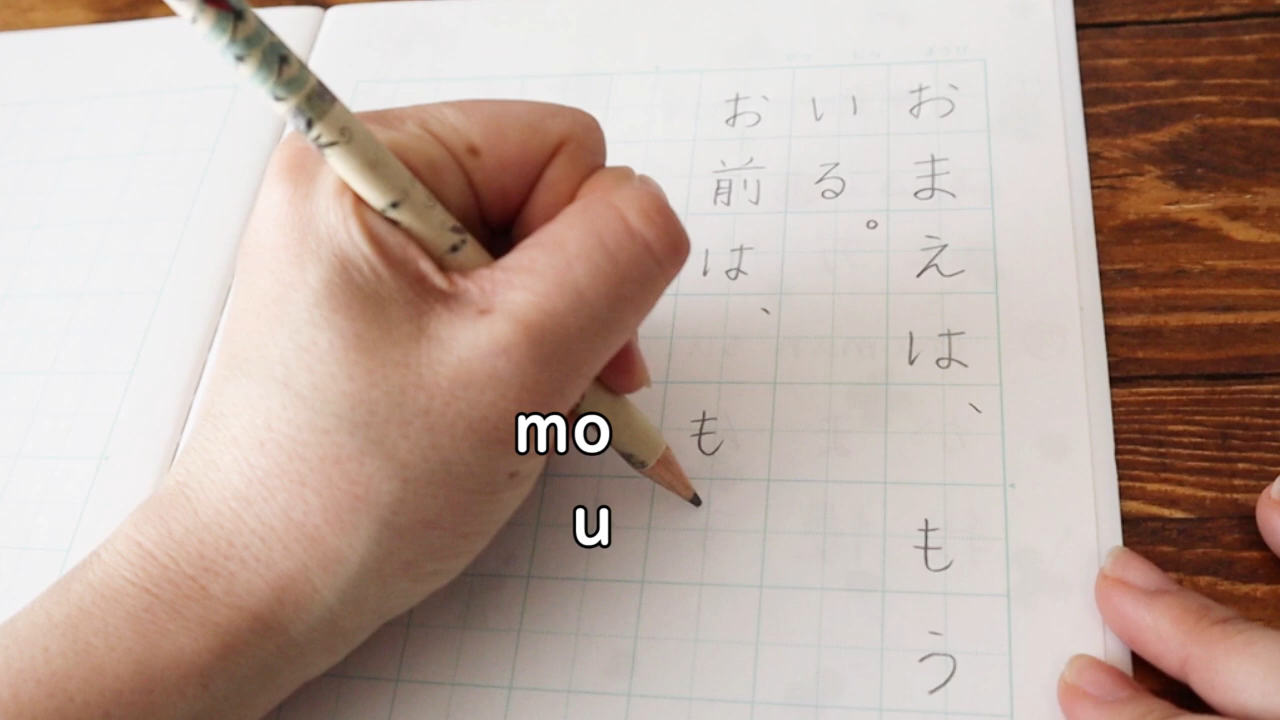 おまえは、もう
いる。
お前は、も
mo
u